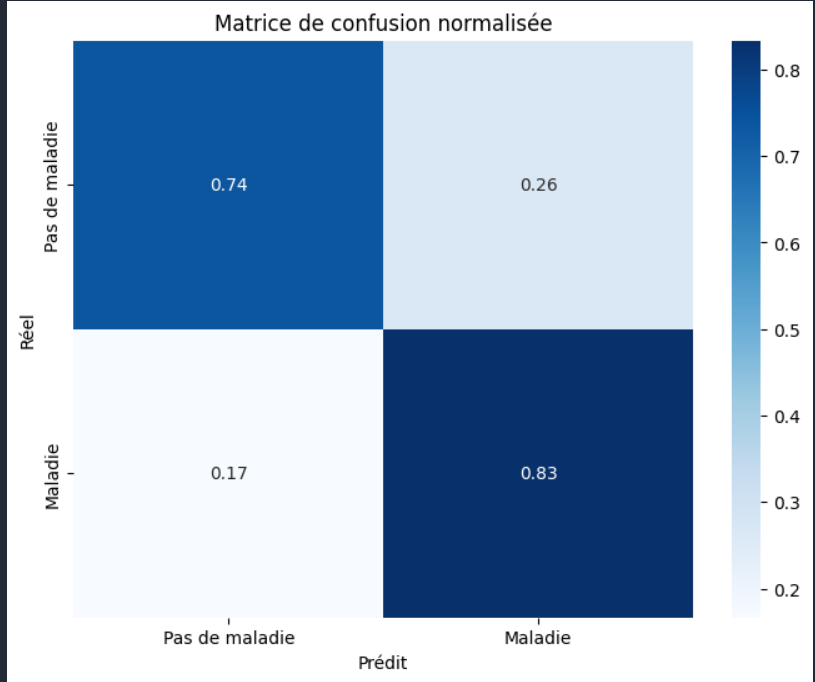 Matrice de confusion normalisée
Pas de maladie
0.74
0.26
Réel
Maladie
0.17
0.83
Pas de maladie
Maladie
Prédit
0.8
0.7
0.6
0.5
0.4
0.3
0.2